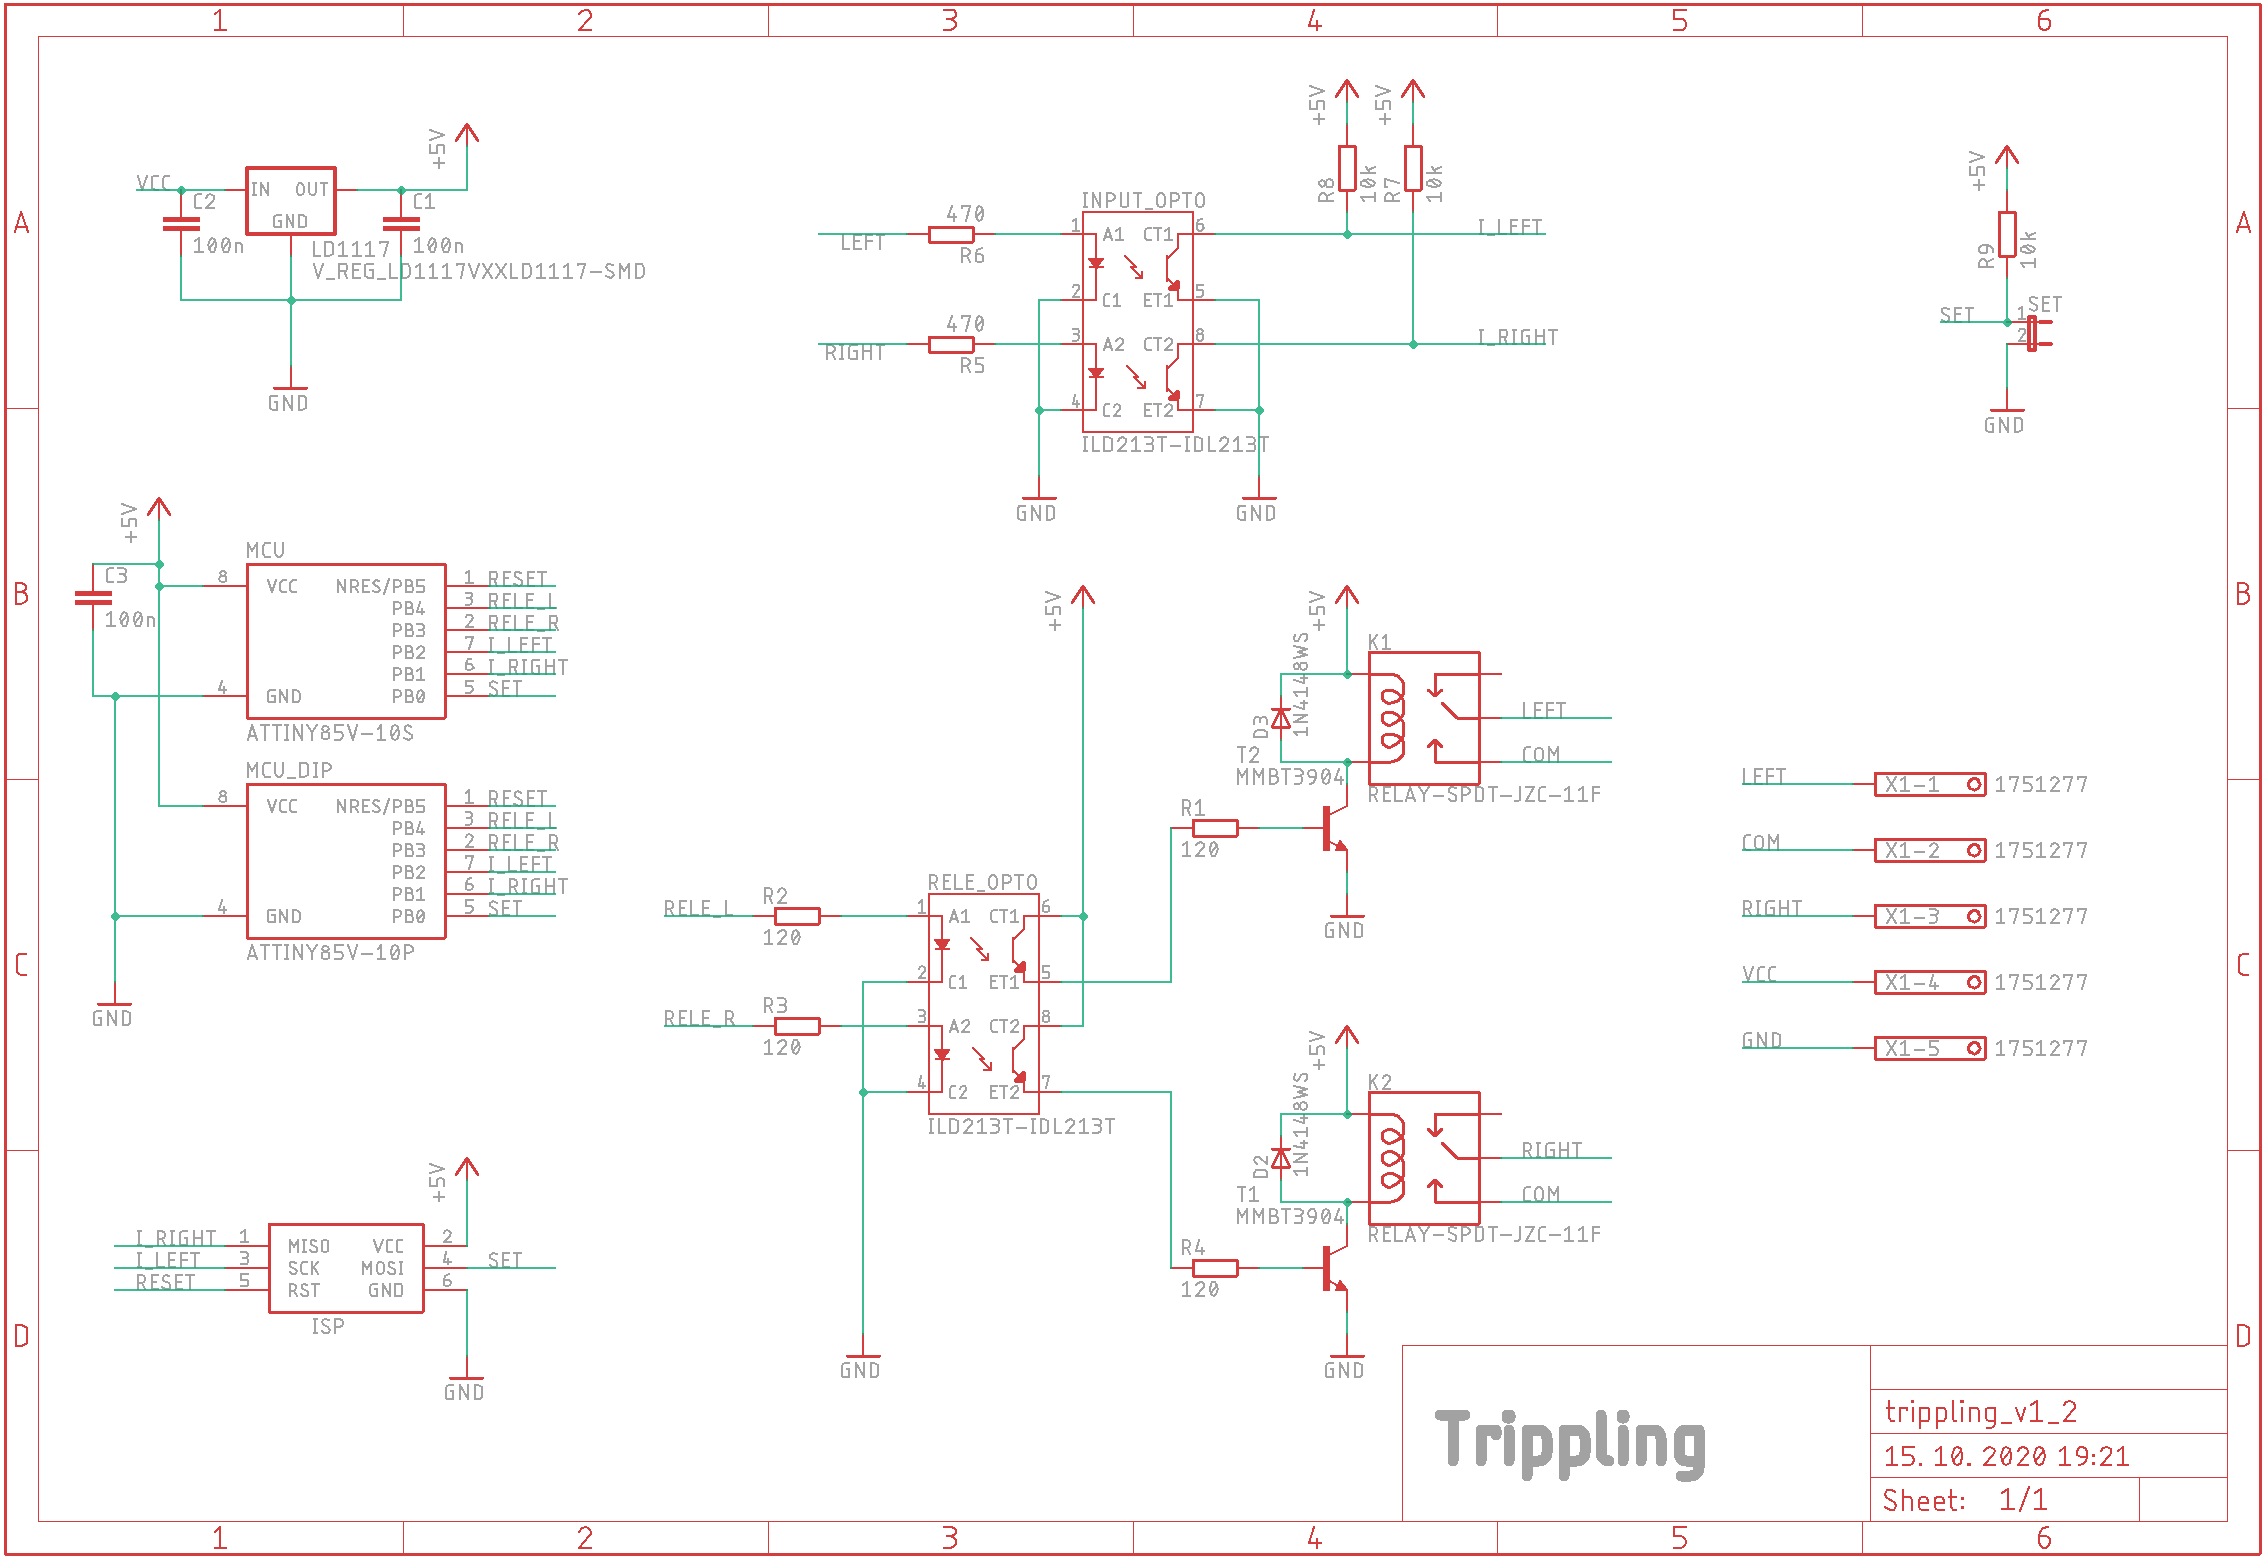 1 2 3 4 5 6
A
A
B
B
C
C
D
D
VCC
C2
100n
IN OUT
GND
C1
100n
+5V
LD1117
V_REG_LD1117VXXLD1117-SMD
GND
INPUT_OPTO
LEFT
470
R6
RIGHT
470
R5
1 A1 CT1 6
2 C1 ET1 5
3 A2 CT2 8
4 C2 ET2 7
ILD213T-IDL213T
GND
GND
+5V
R8
10k
+5V
R7
10k
I_LEFT
I_RIGHT
+5V
R9
10k
SET
SET
1
2
GND
+5V
C3
100n
MCU
8 VCC NRES/PB5 1 RESET
PB4 3 RELE_L
PB3 2 RELE_R
PB2 7 I_LEFT
PB1 6 I_RIGHT
4 GND PB0 5 SET
ATTINY85V-10S
MCU_DIP
8 VCC NRES/PB5 1 RESET
PB4 3 RELE_L
PB3 2 RELE_R
PB2 7 I_LEFT
PB1 6 I_RIGHT
4 GND PB0 5 SET
ATTINY85V-10P
GND
+5V
RELE_OPTO
RELE_L
R2
120
RELE_R
R3
120
1 A1 CT1 6
2 C1 ET1 5
3 A2 CT2 8
4 C2 ET2 7
ILD213T-IDL213T
GND
+5V
K1
D3
1N4148WS
T2
MMBT3904
LEFT
COM
RELAY-SPDT-JZC-11F
R1
120
GND
+5V
K2
D2
1N4148WS
T1
MMBT3904
RIGHT
COM
RELAY-SPDT-JZC-11F
R4
120
GND
LEFT X1-1 1751277
COM X1-2 1751277
RIGHT X1-3 1751277
VCC X1-4 1751277
GND X1-5 1751277
+5V
I_RIGHT 1 MISO VCC 2
I_LEFT 3 SCK MOSI 4 SET
RESET 5 RST GND 6
ISP
GND
Trippling
trippling_v1_2
15. 10. 2020 19:21
Sheet: 1/1
1 2 3 4 5 6